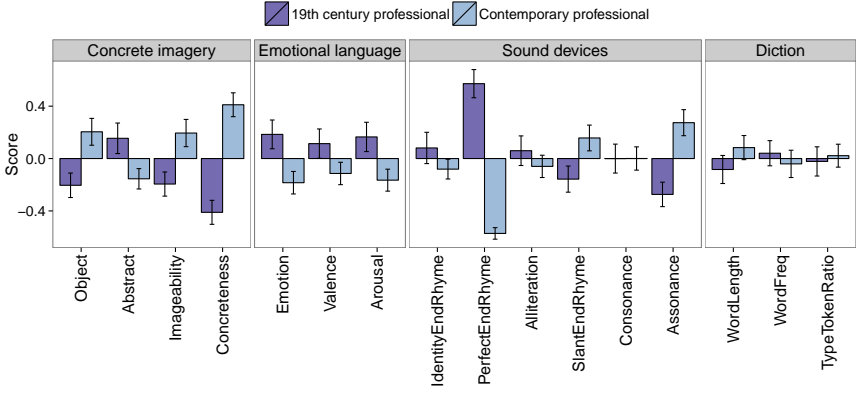 19th century professional Contemporary professional
Concrete imagery Emotional language Sound devices Diction
Score
0.4
0.0
−0.4
Object
Abstract
Imageability
Concreteness
Emotion
Valence
Arousal
IdentityEndRhyme
PerfectEndRhyme
Alliteration
SlantEndRhyme
Consonance
Assonance
WordLength
WordFreq
TypeTokenRatio